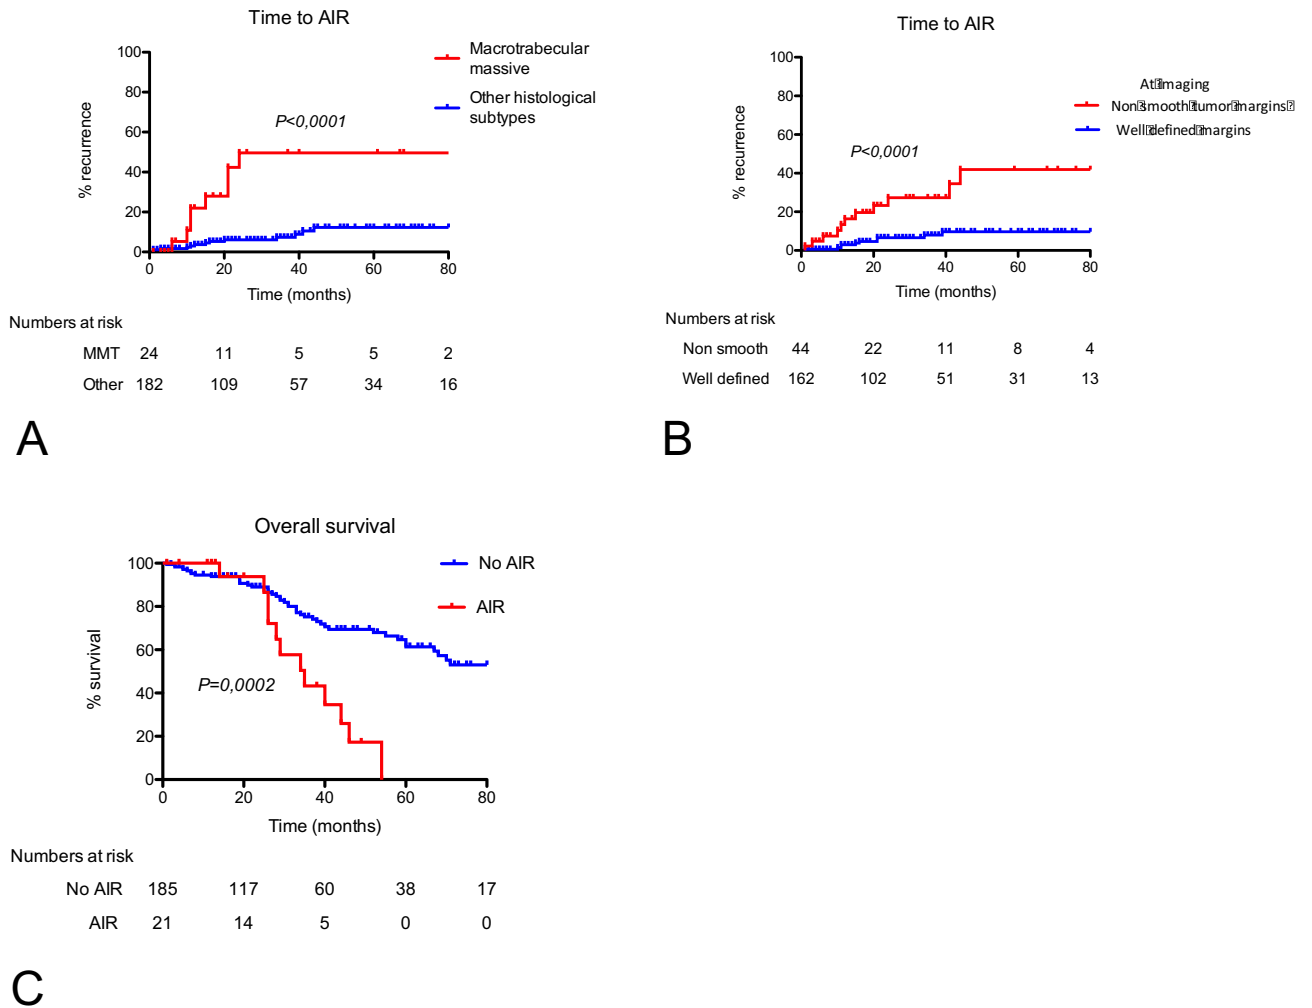 Time to AIR
100
80
60
40
20
0
% recurrence
0 20 40 60 80
Time (months)
P<0,0001
Macrotrabecular
massive
Other histological
subtypes
Numbers at risk
MMT 24 11 5 5 2
Other 182 109 57 34 16
A
Time to AIR
100
80
60
40
20
0
% recurrence
0 20 40 60 80
Time (months)
P<0,0001
At imaging
Non smooth tumor margins
Well defined margins
Numbers at risk
Non smooth 44 22 11 8 4
Well defined 162 102 51 31 13
B
Overall survival
100
80
60
40
20
0
% survival
0 20 40 60 80
Time (months)
P=0,0002
No AIR
AIR
Numbers at risk
No AIR 185 117 60 38 17
AIR 21 14 5 0 0
C